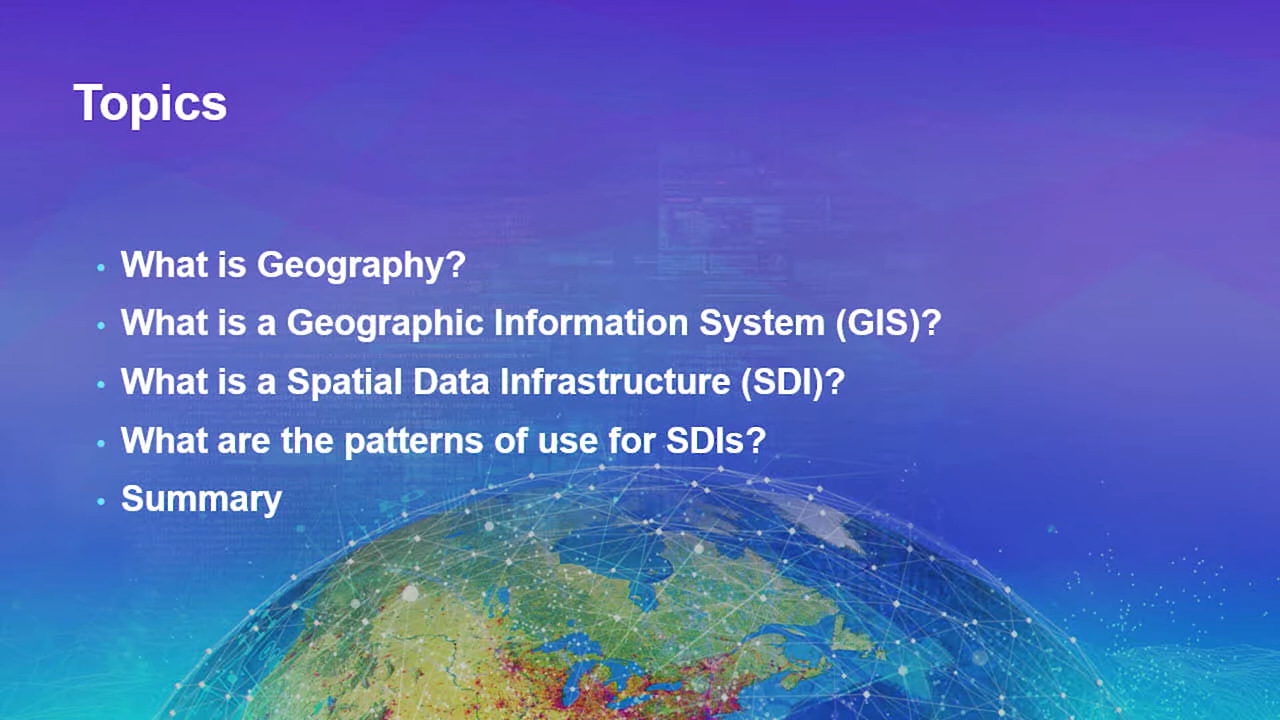 Topics
What is Geography?
What is a Geographic Information System (GIS)?
What is a Spatial Data Infrastructure (SDI)?
What are the patterns of use for SDIs?
Summary